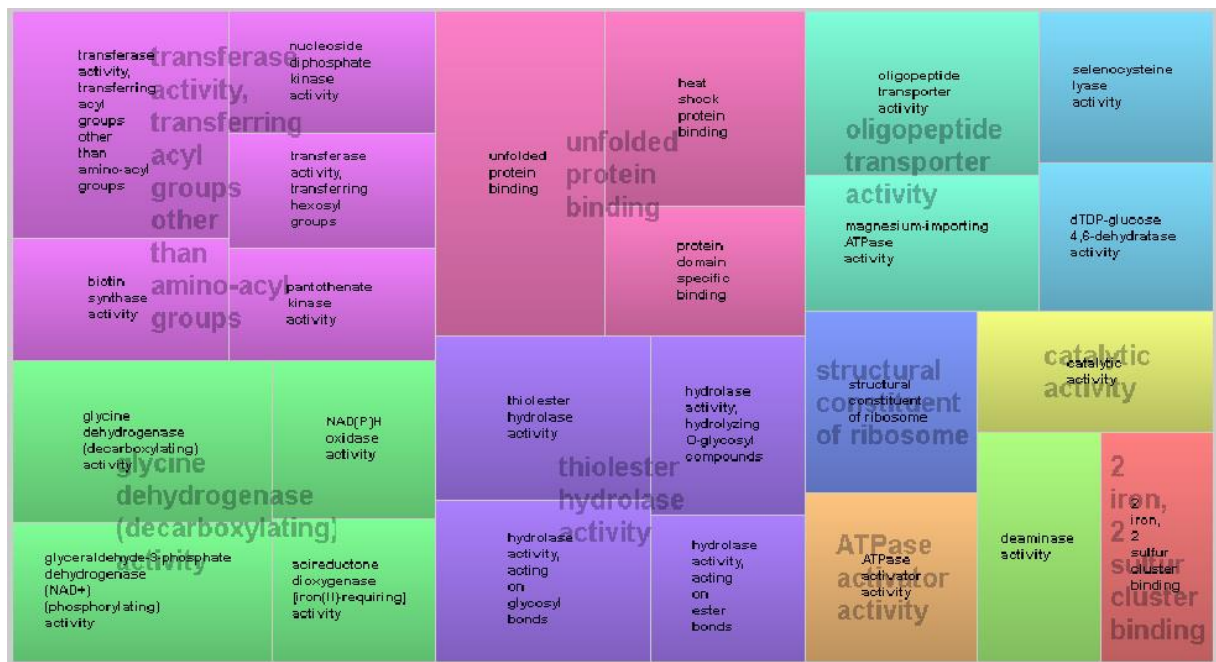 transferase
activity,
transferring
acyl
groups
other
than
amino-acyl
groups
nucleoside
diphosphate
kinase
activity
transferase
activity,
transferring
hexosyl
groups
biotin
synthase
activity
pantothenate
kinase
activity
transferase
activity,
transferring
acyl
groups
other
than
amino-acyl
groups
unfolded
protein
binding
heat
shock
protein
binding
protein
domain
specific
binding
unfolded
protein
binding
oligopeptide
transporter
activity
magnesium-importing
ATPase
activity
oligopeptide
transporter
activity
selenocysteine
lyase
activity
dTDP-glucose
4,6-dehydratase
activity
glycine
dehydrogenase
(decarboxylating)
activity
NAD(P)H
oxidase
activity
glyceraldehyde-3-phosphate
dehydrogenase
(NAD+)
(phosphorylating)
activity
acireductone
dioxygenase
[iron(II)-requiring]
activity
glycine
dehydrogenase
(decarboxylating)
activity
thiolester
hydrolase
activity
hydrolase
activity,
hydrolyzing
O-glycosyl
compounds
hydrolase
activity,
acting
on
glycosyl
bonds
hydrolase
activity,
acting
on
ester
bonds
thiolester
hydrolase
activity
structural
constituent
of ribosome
structural
constituent
of ribosome
catalytic
activity
catalytic
activity
ATPase
activator
activity
ATPase
activator
activity
deaminase
activity
2
iron,
2
sulfur
cluster
binding
2
iron,
2
sulfur
cluster
binding